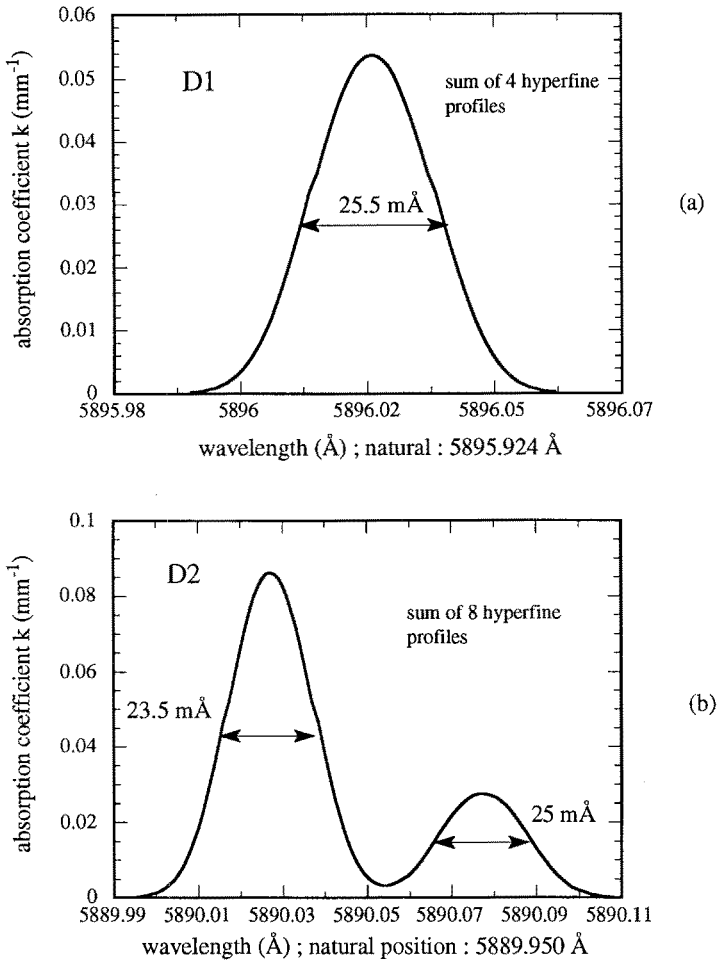 0.06
D1
sum of 4 hyperfine
profiles
0.05
0.04
absorption coefficient k (mm-1)
25.5 mÅ
(a)
0.03
0.02
0.01
0
5895.98 5896 5896.02 5896.05 5896.07
wavelength (Å) ; natural : 5895.924 Å
0.1
D2
sum of 8 hyperfine
profiles
0.08
absorption coefficient k (mm-1)
0.06
23.5 mÅ
(b)
0.04
25 mÅ
0.02
0
5889.99 5890.01 5890.03 5890.05 5890.07 5890.09 5890.11
wavelength (Å) ; natural position : 5889.950 Å